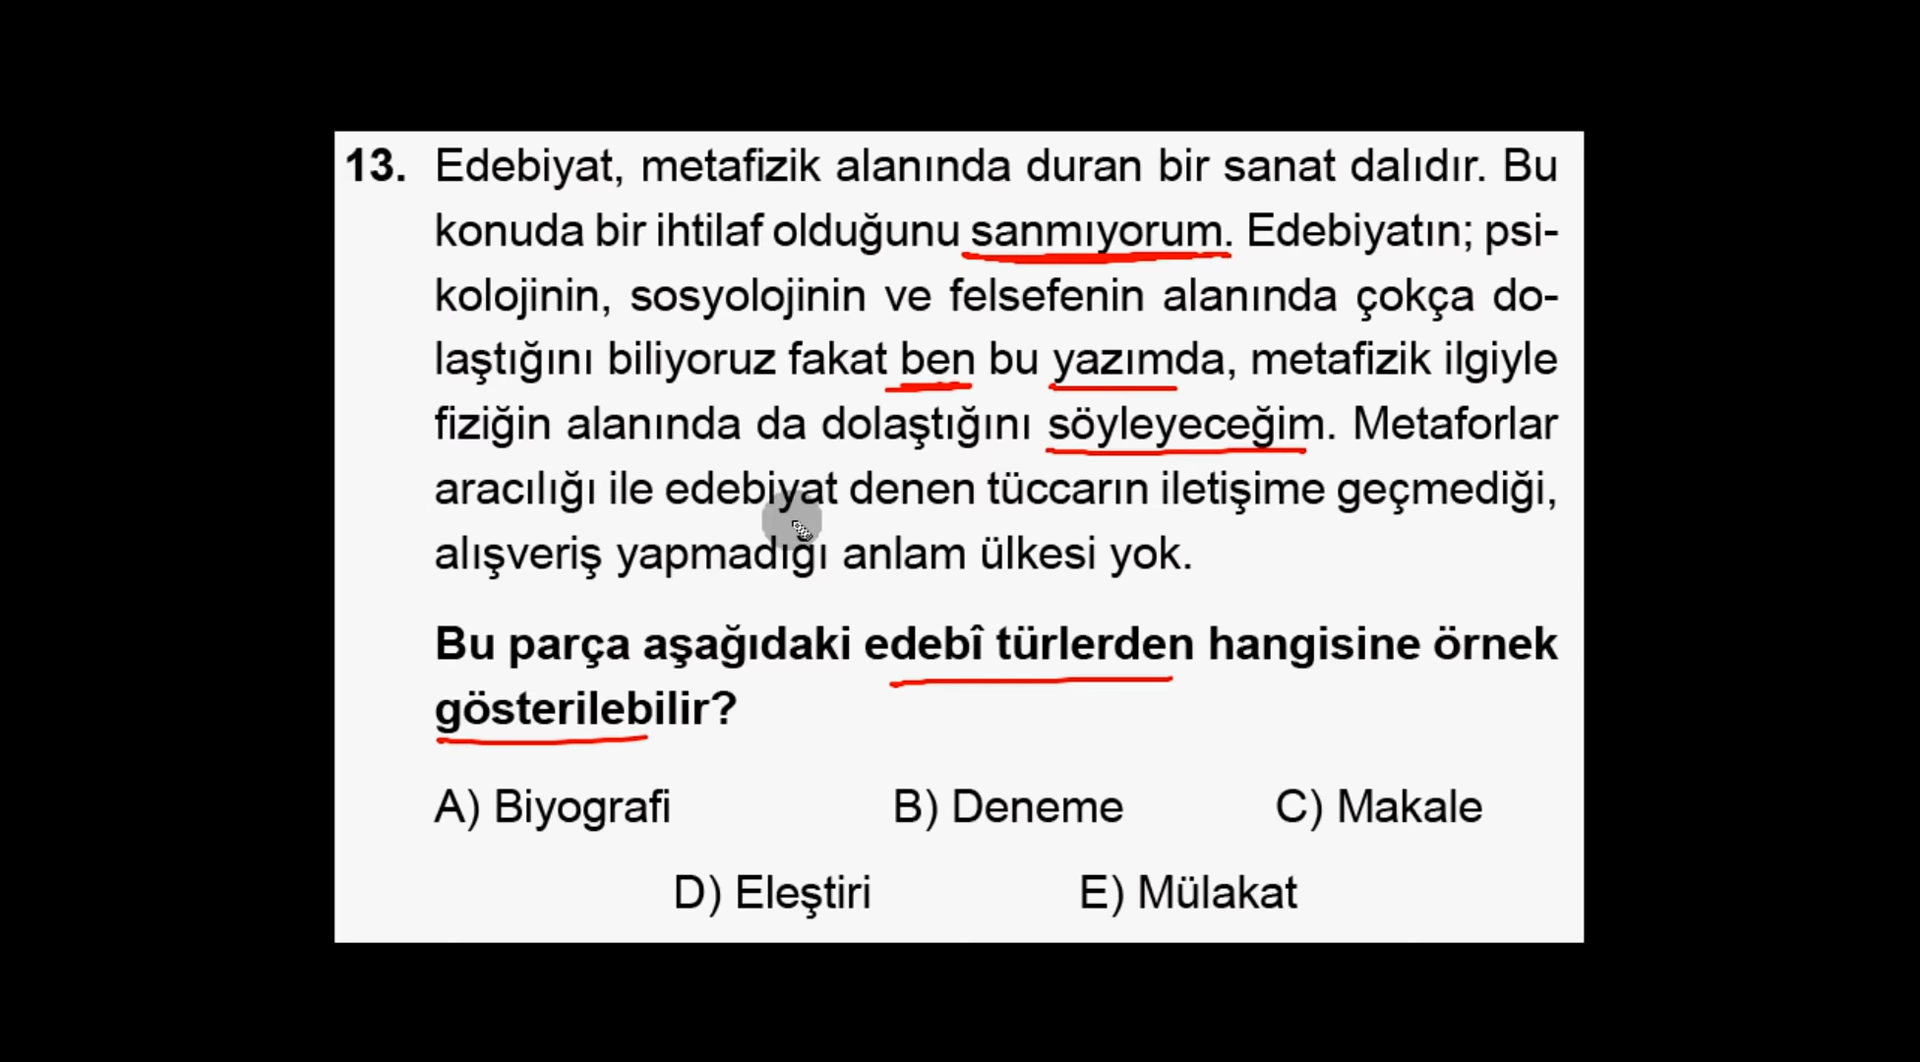 13. Edebiyat, metafizik alanında duran bir sanat dalıdır. Bu
konuda bir ihtilaf olduğunu sanmıyorum. Edebiyatın; psi-
kolojinin, sosyolojinin ve felsefenin alanında çokça do-
laştığını biliyoruz fakat ben bu yazımda, metafizik ilgiyle
fiziğin alanında da dolaştığını söyleyeceğim. Metaforlar
aracılığı ile edebiyat denen tüccarın iletişime geçmediği,
alışveriş yapmadığı anlam ülkesi yok.
Bu parça aşağıdaki edebî türlerden hangisine örnek
gösterilebilir?
A) Biyografi B) Deneme C) Makale
D) Eleştiri E) Mülakat